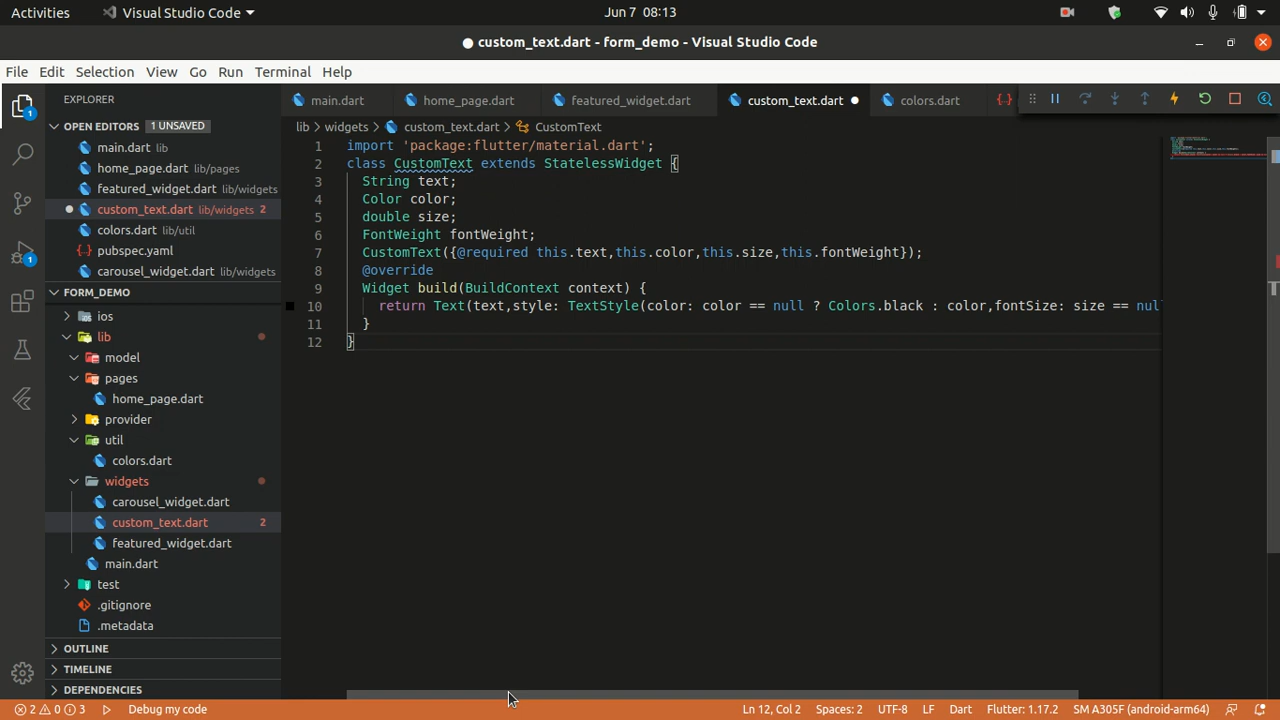 Activities
Visual Studio Code
Jun 7 08:13
● custom_text.dart - form_demo - Visual Studio Code
File Edit Selection View Go Run Terminal Help
EXPLORER
OPEN EDITORS 1 UNSAVED
main.dart lib
home_page.dart lib/pages
featured_widget.dart lib/widgets
custom_text.dart lib/widgets 2
colors.dart lib/util
pubspec.yaml
carousel_widget.dart lib/widgets
FORM_DEMO
ios
lib
model
pages
home_page.dart
provider
util
colors.dart
widgets
carousel_widget.dart
custom_text.dart 2
featured_widget.dart
main.dart
test
.gitignore
.metadata
OUTLINE
TIMELINE
DEPENDENCIES
1
1
main.dart home_page.dart featured_widget.dart custom_text.dart ● colors.dart
lib > widgets > custom_text.dart > CustomText
1 import 'package:flutter/material.dart';
2 class CustomText extends StatelessWidget {
3 String text;
4 Color color;
5 double size;
6 FontWeight fontWeight;
7 CustomText({@required this.text,this.color,this.size,this.fontWeight});
8 @override
9 Widget build(BuildContext context) {
10 return Text(text,style: TextStyle(color: color == null ? Colors.black : color,fontSize: size == nul
11 }
12 }
2 0 3 Debug my code Ln 12, Col 2 Spaces: 2 UTF-8 LF Dart Flutter: 1.17.2 SM A305F (android-arm64)